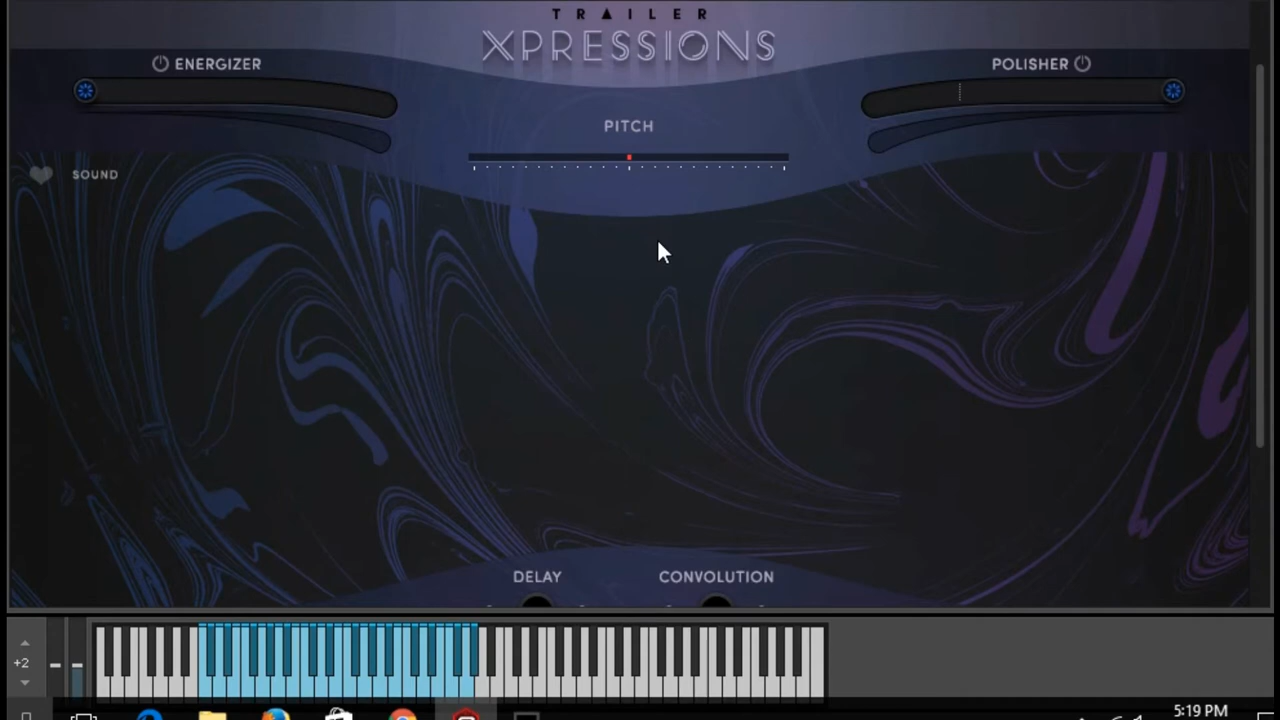 TRAILER
XPRESSIONS
ENERGIZER
POLISHER
PITCH
SOUND
DELAY
CONVOLUTION
+2
5:19 PM